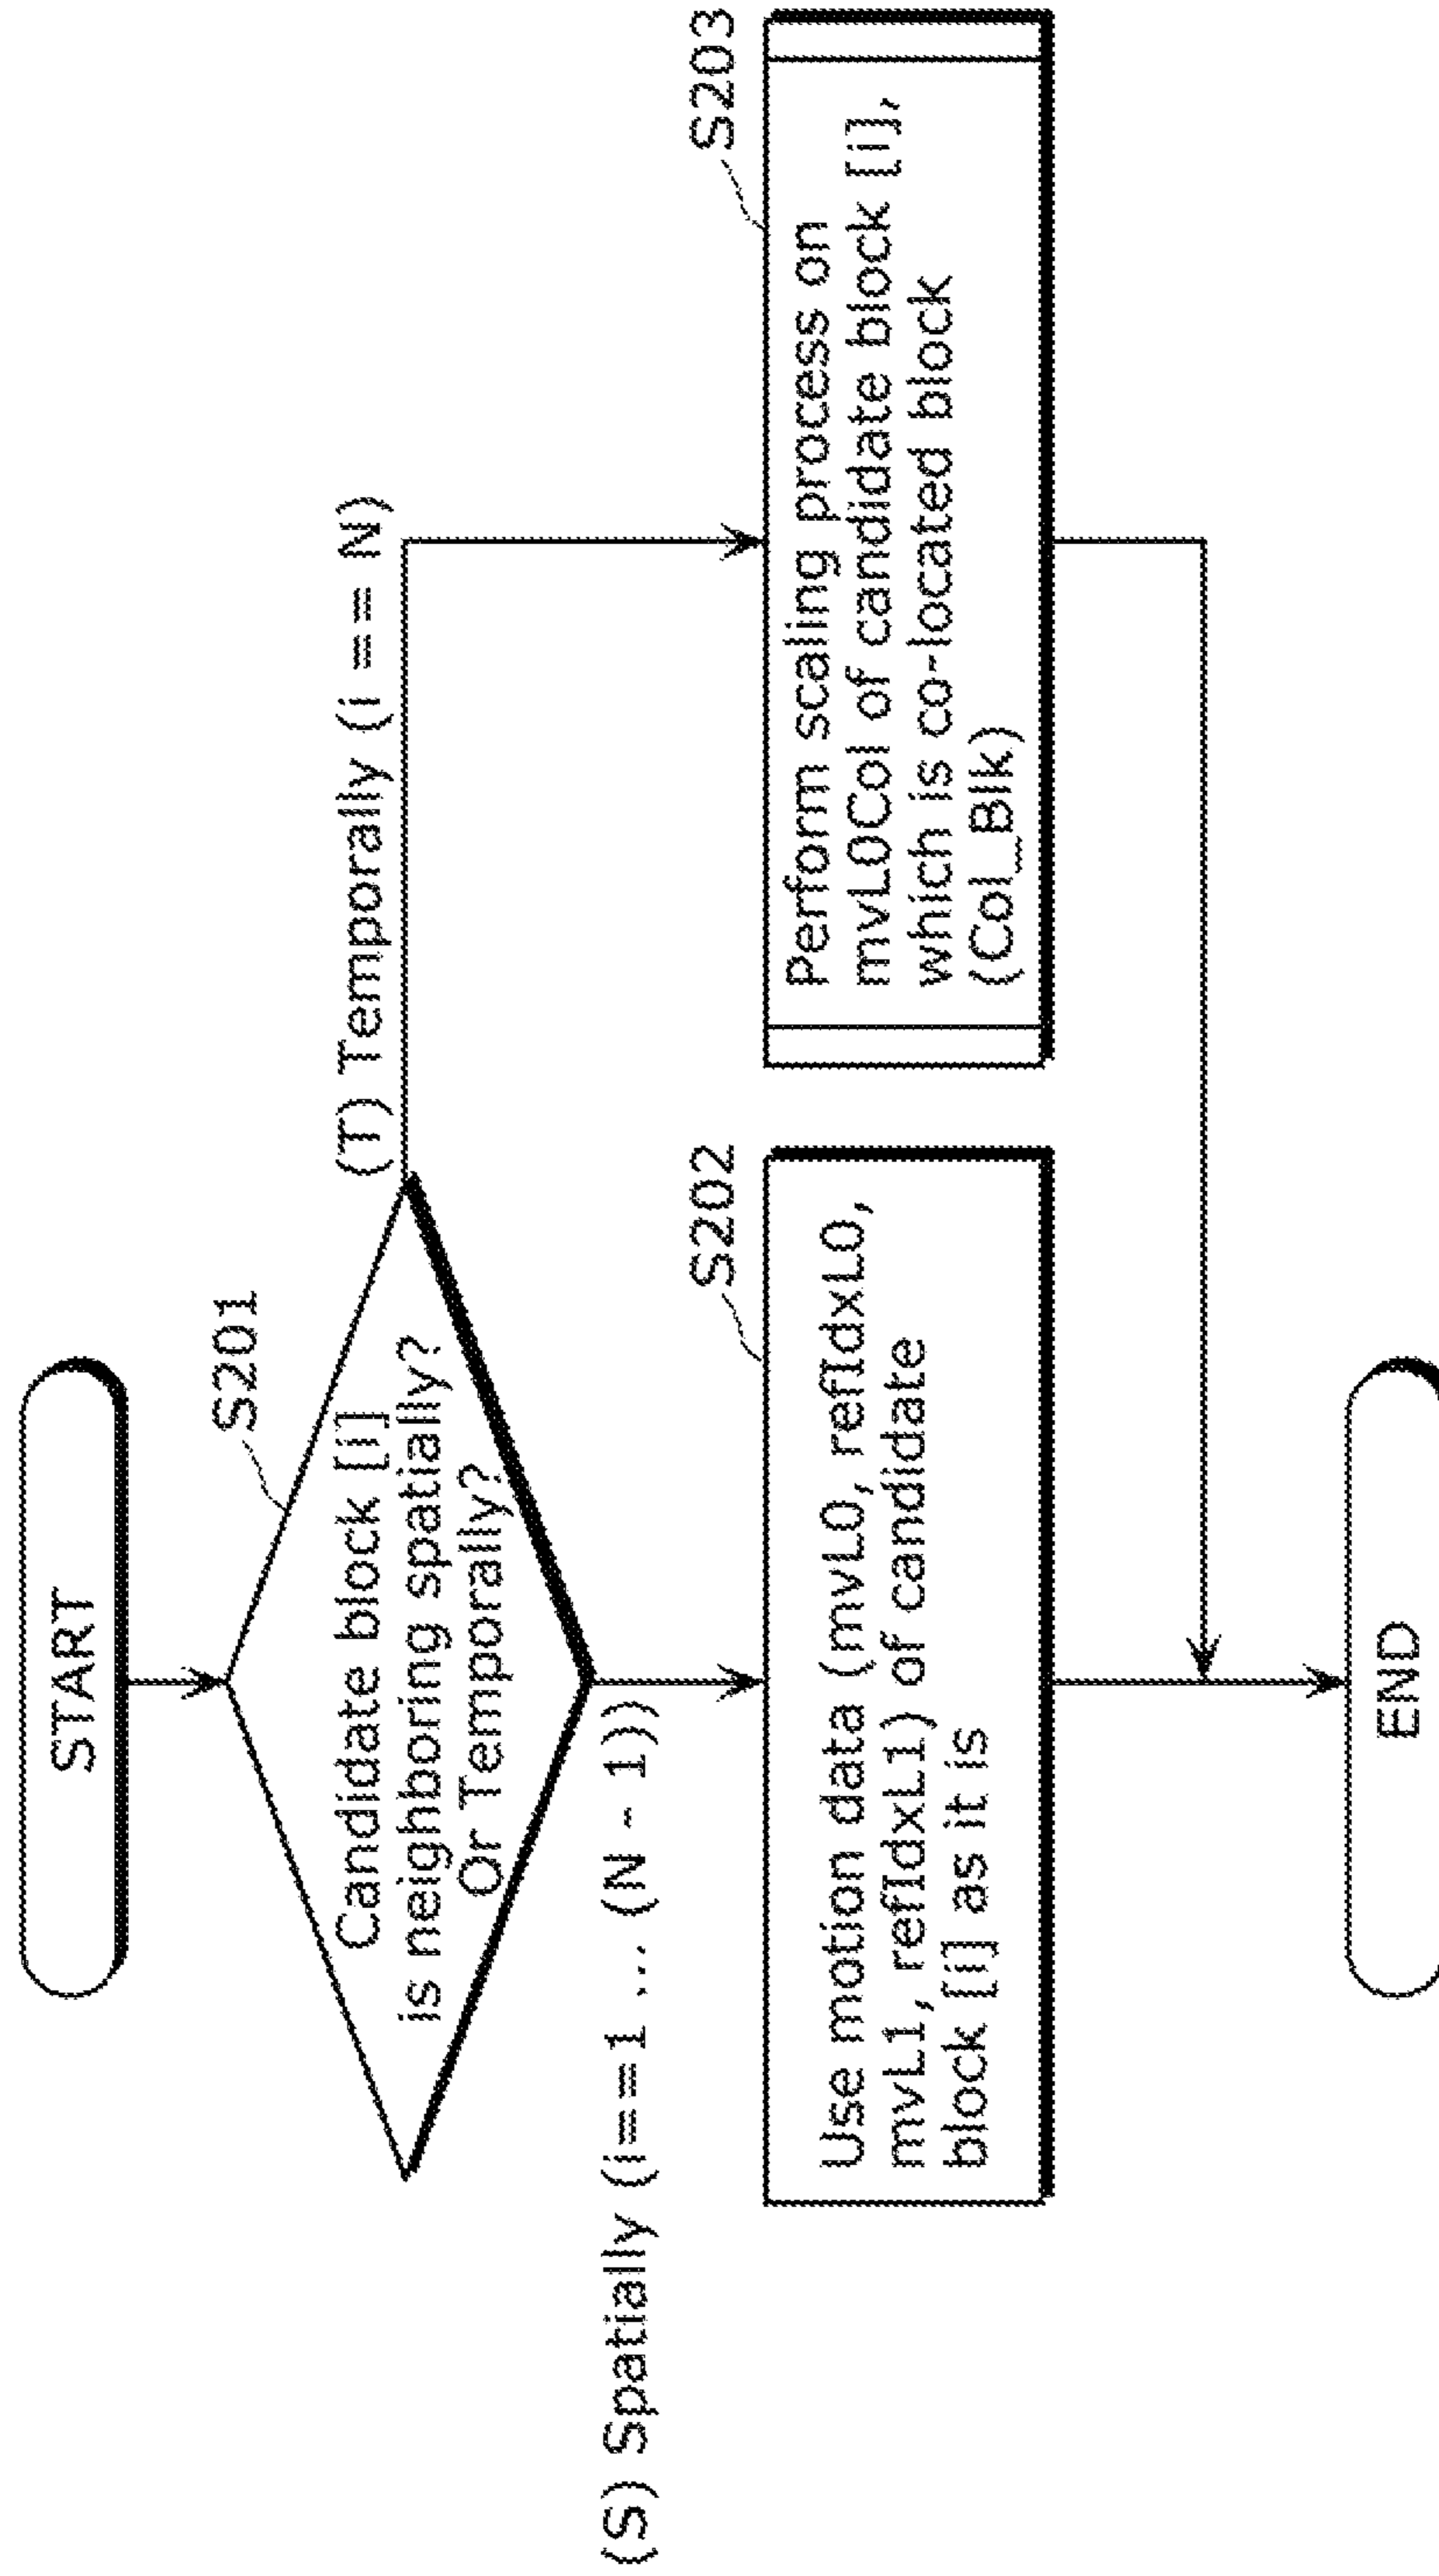 START
S201
Candidate block [i]
is neighboring spatially?
Or Temporally?
(T) Temporally (i == N)
(S) Spatially (i==1 ... (N - 1))
S202
Use motion data (mvL0, refIdxL0,
mvL1, refIdxL1) of candidate
block [i] as it is
S203
Perform scaling process on
mvL0Col of candidate block [i],
which is co-located block
(Col_Blk)
END